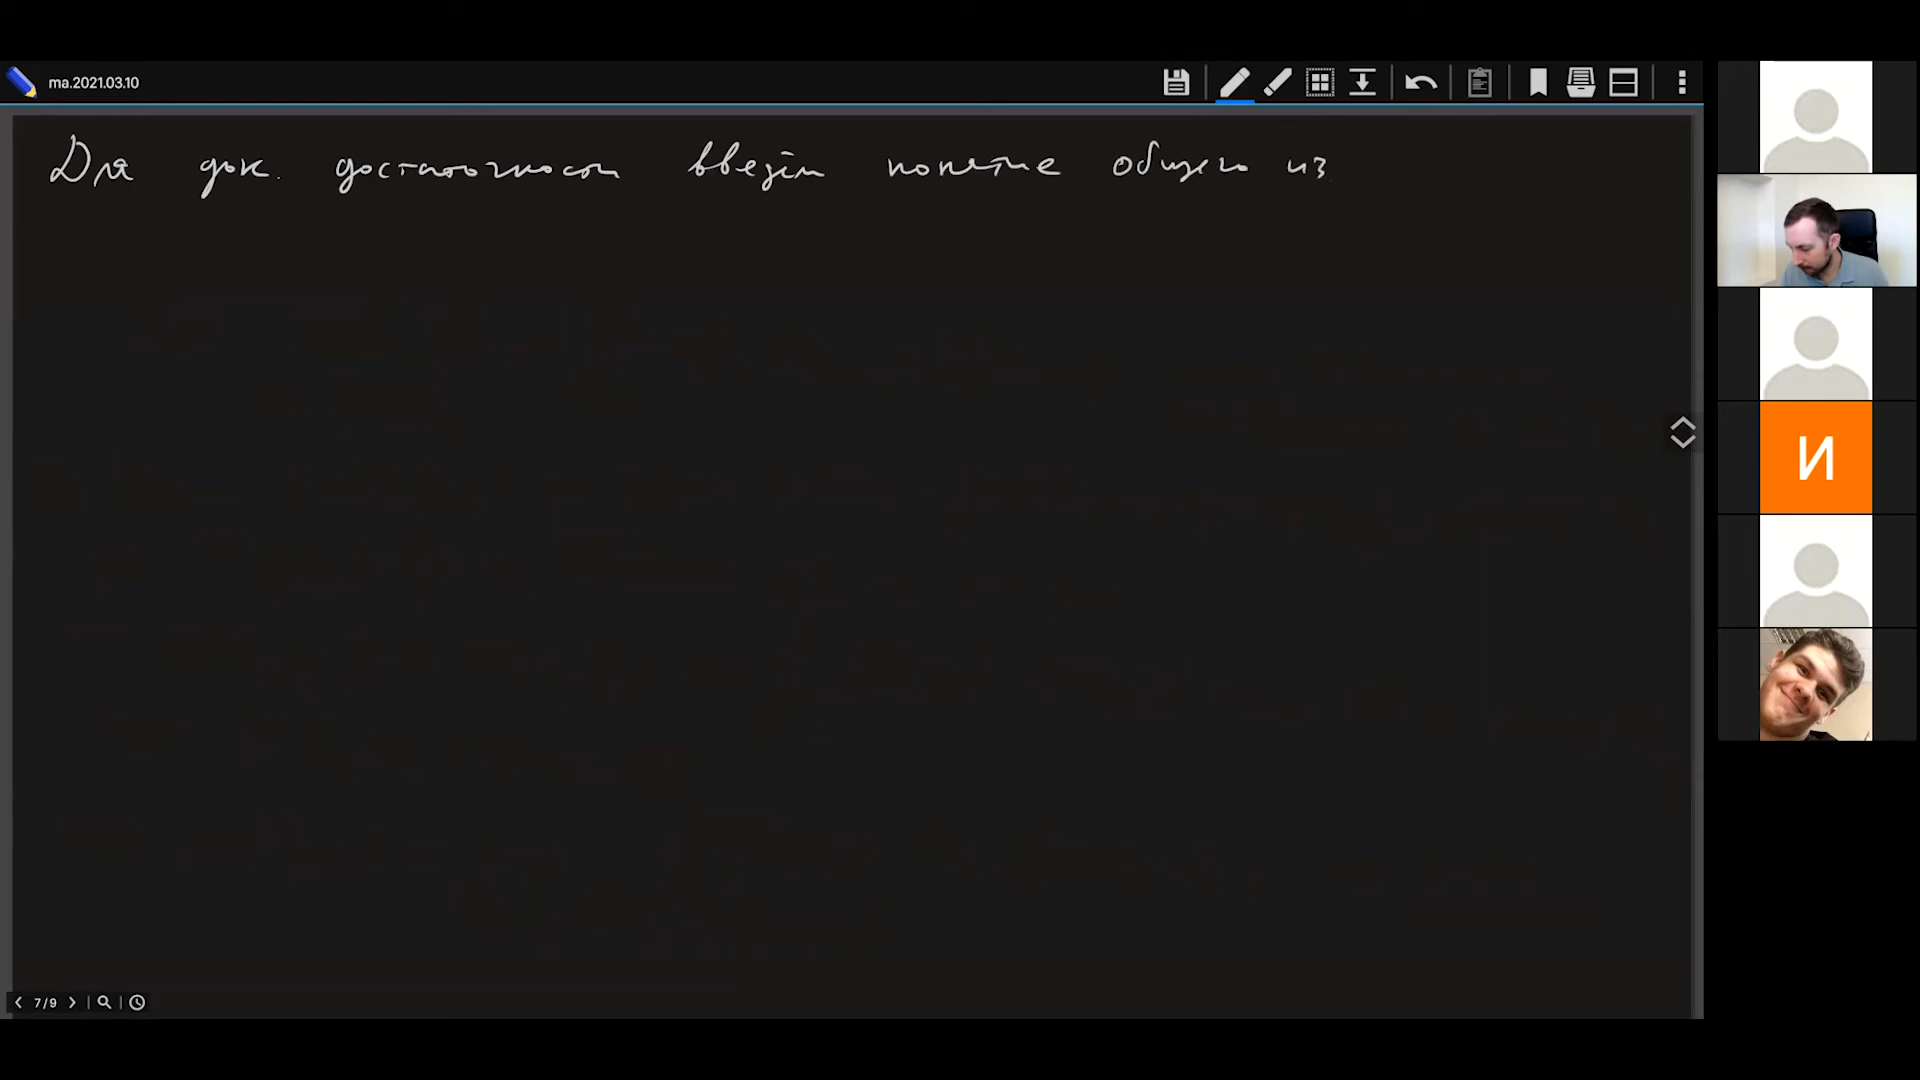 ma.2021.03.10
Для док. достаточности введём понятие общего из
И
7/9